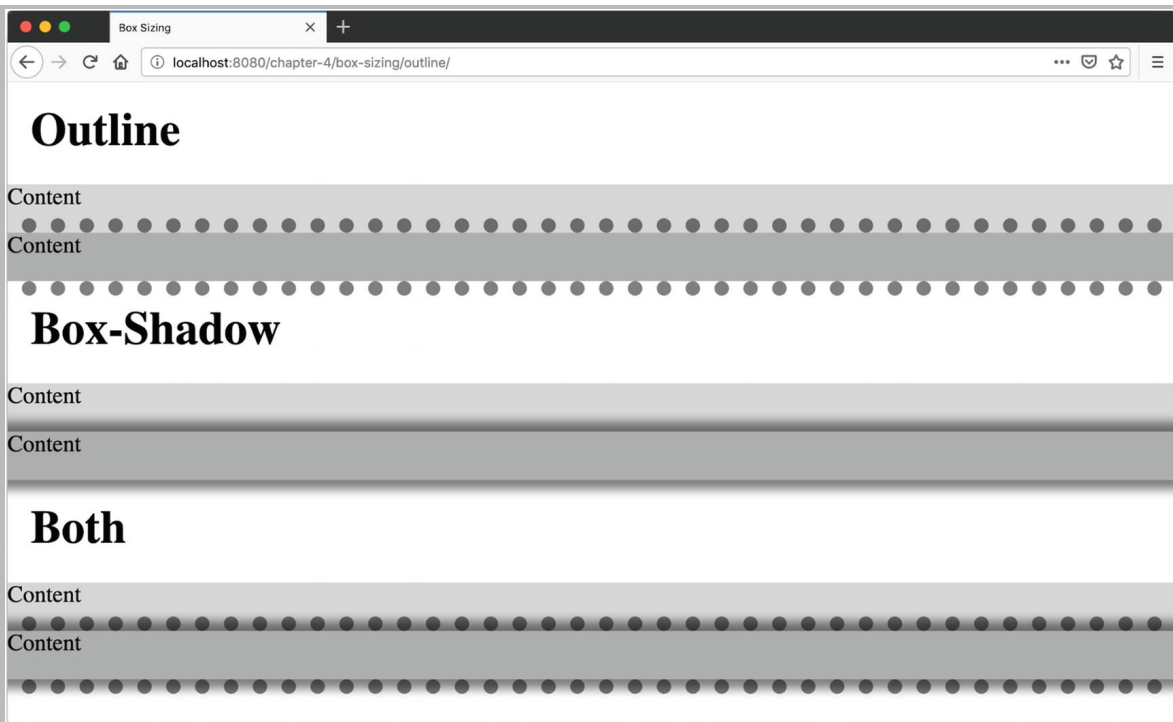 Box Sizing
localhost:8080/chapter-4/box-sizing/outline/
Outline
Content
Content
Box-Shadow
Content
Content
Both
Content
Content